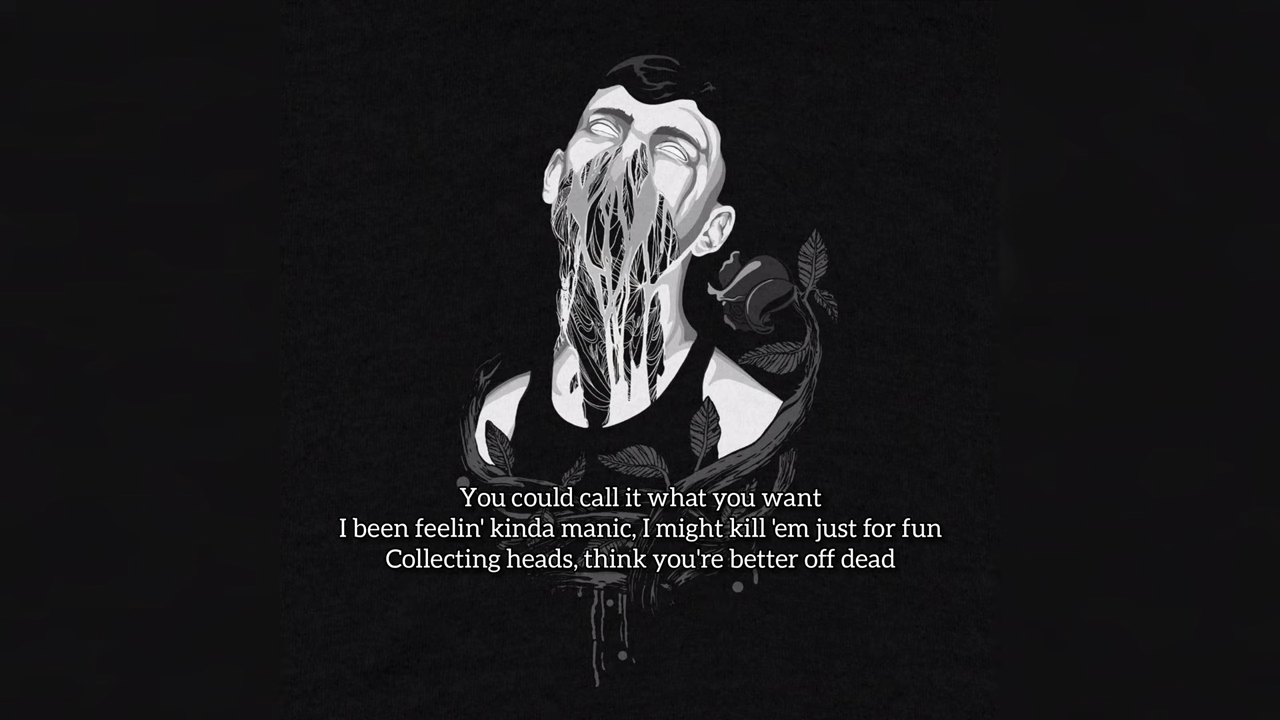 You could call it what you want
I been feelin' kinda manic, I might kill 'em just for fun
Collecting heads, think you're better off dead